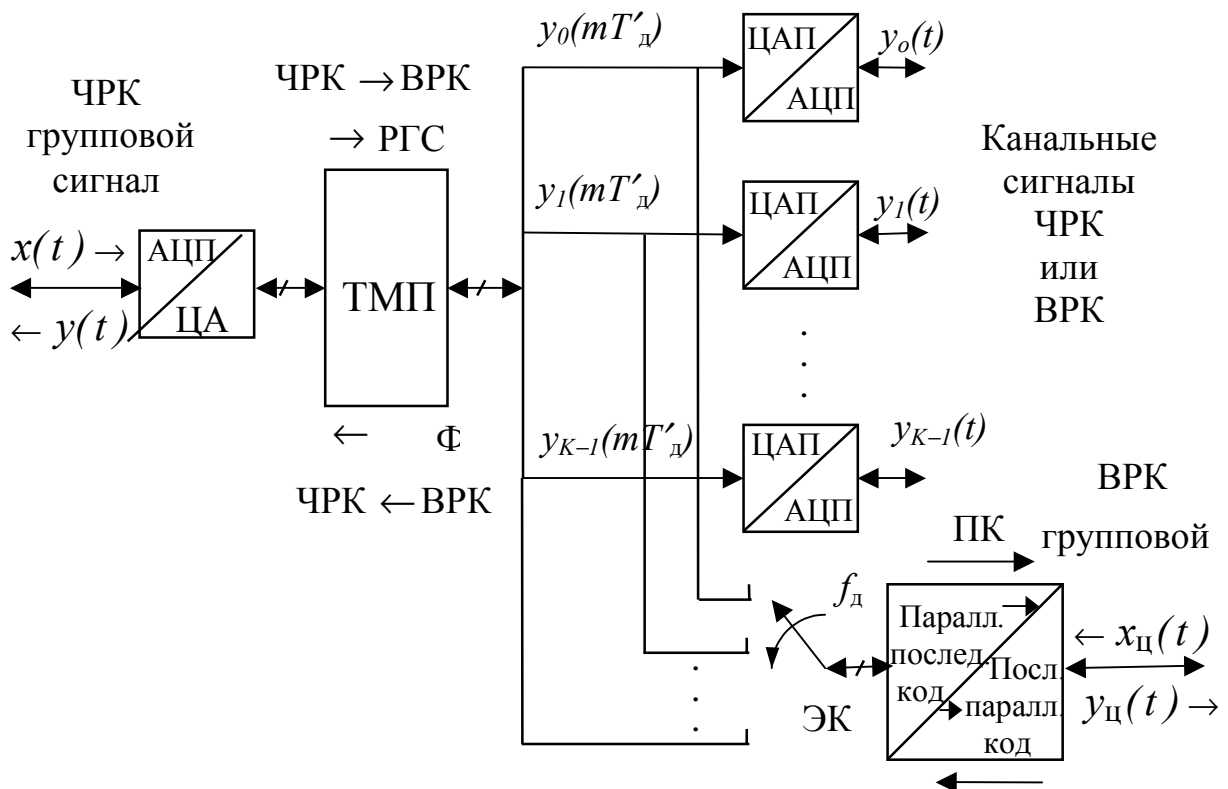 ЧРК
групповой
сигнал
x(t) →
← y(t)
АЦП
ЦА
ЧРК → ВРК
→ РГС
ТМП
← Ф
ЧРК ← ВРК
y0(mT′д)
ЦАП
АЦП
yo(t)
y1(mT′д)
ЦАП
АЦП
y1(t)
.
.
.
yK–1(mT′д)
ЦАП
АЦП
yK–1(t)
Канальные
сигналы
ЧРК
или
ВРК
ВРК
групповой
ПК
fд
.
.
.
ЭК
Паралл.
послед.
код
Посл.
паралл.
код
← xЦ(t)
yЦ(t) →